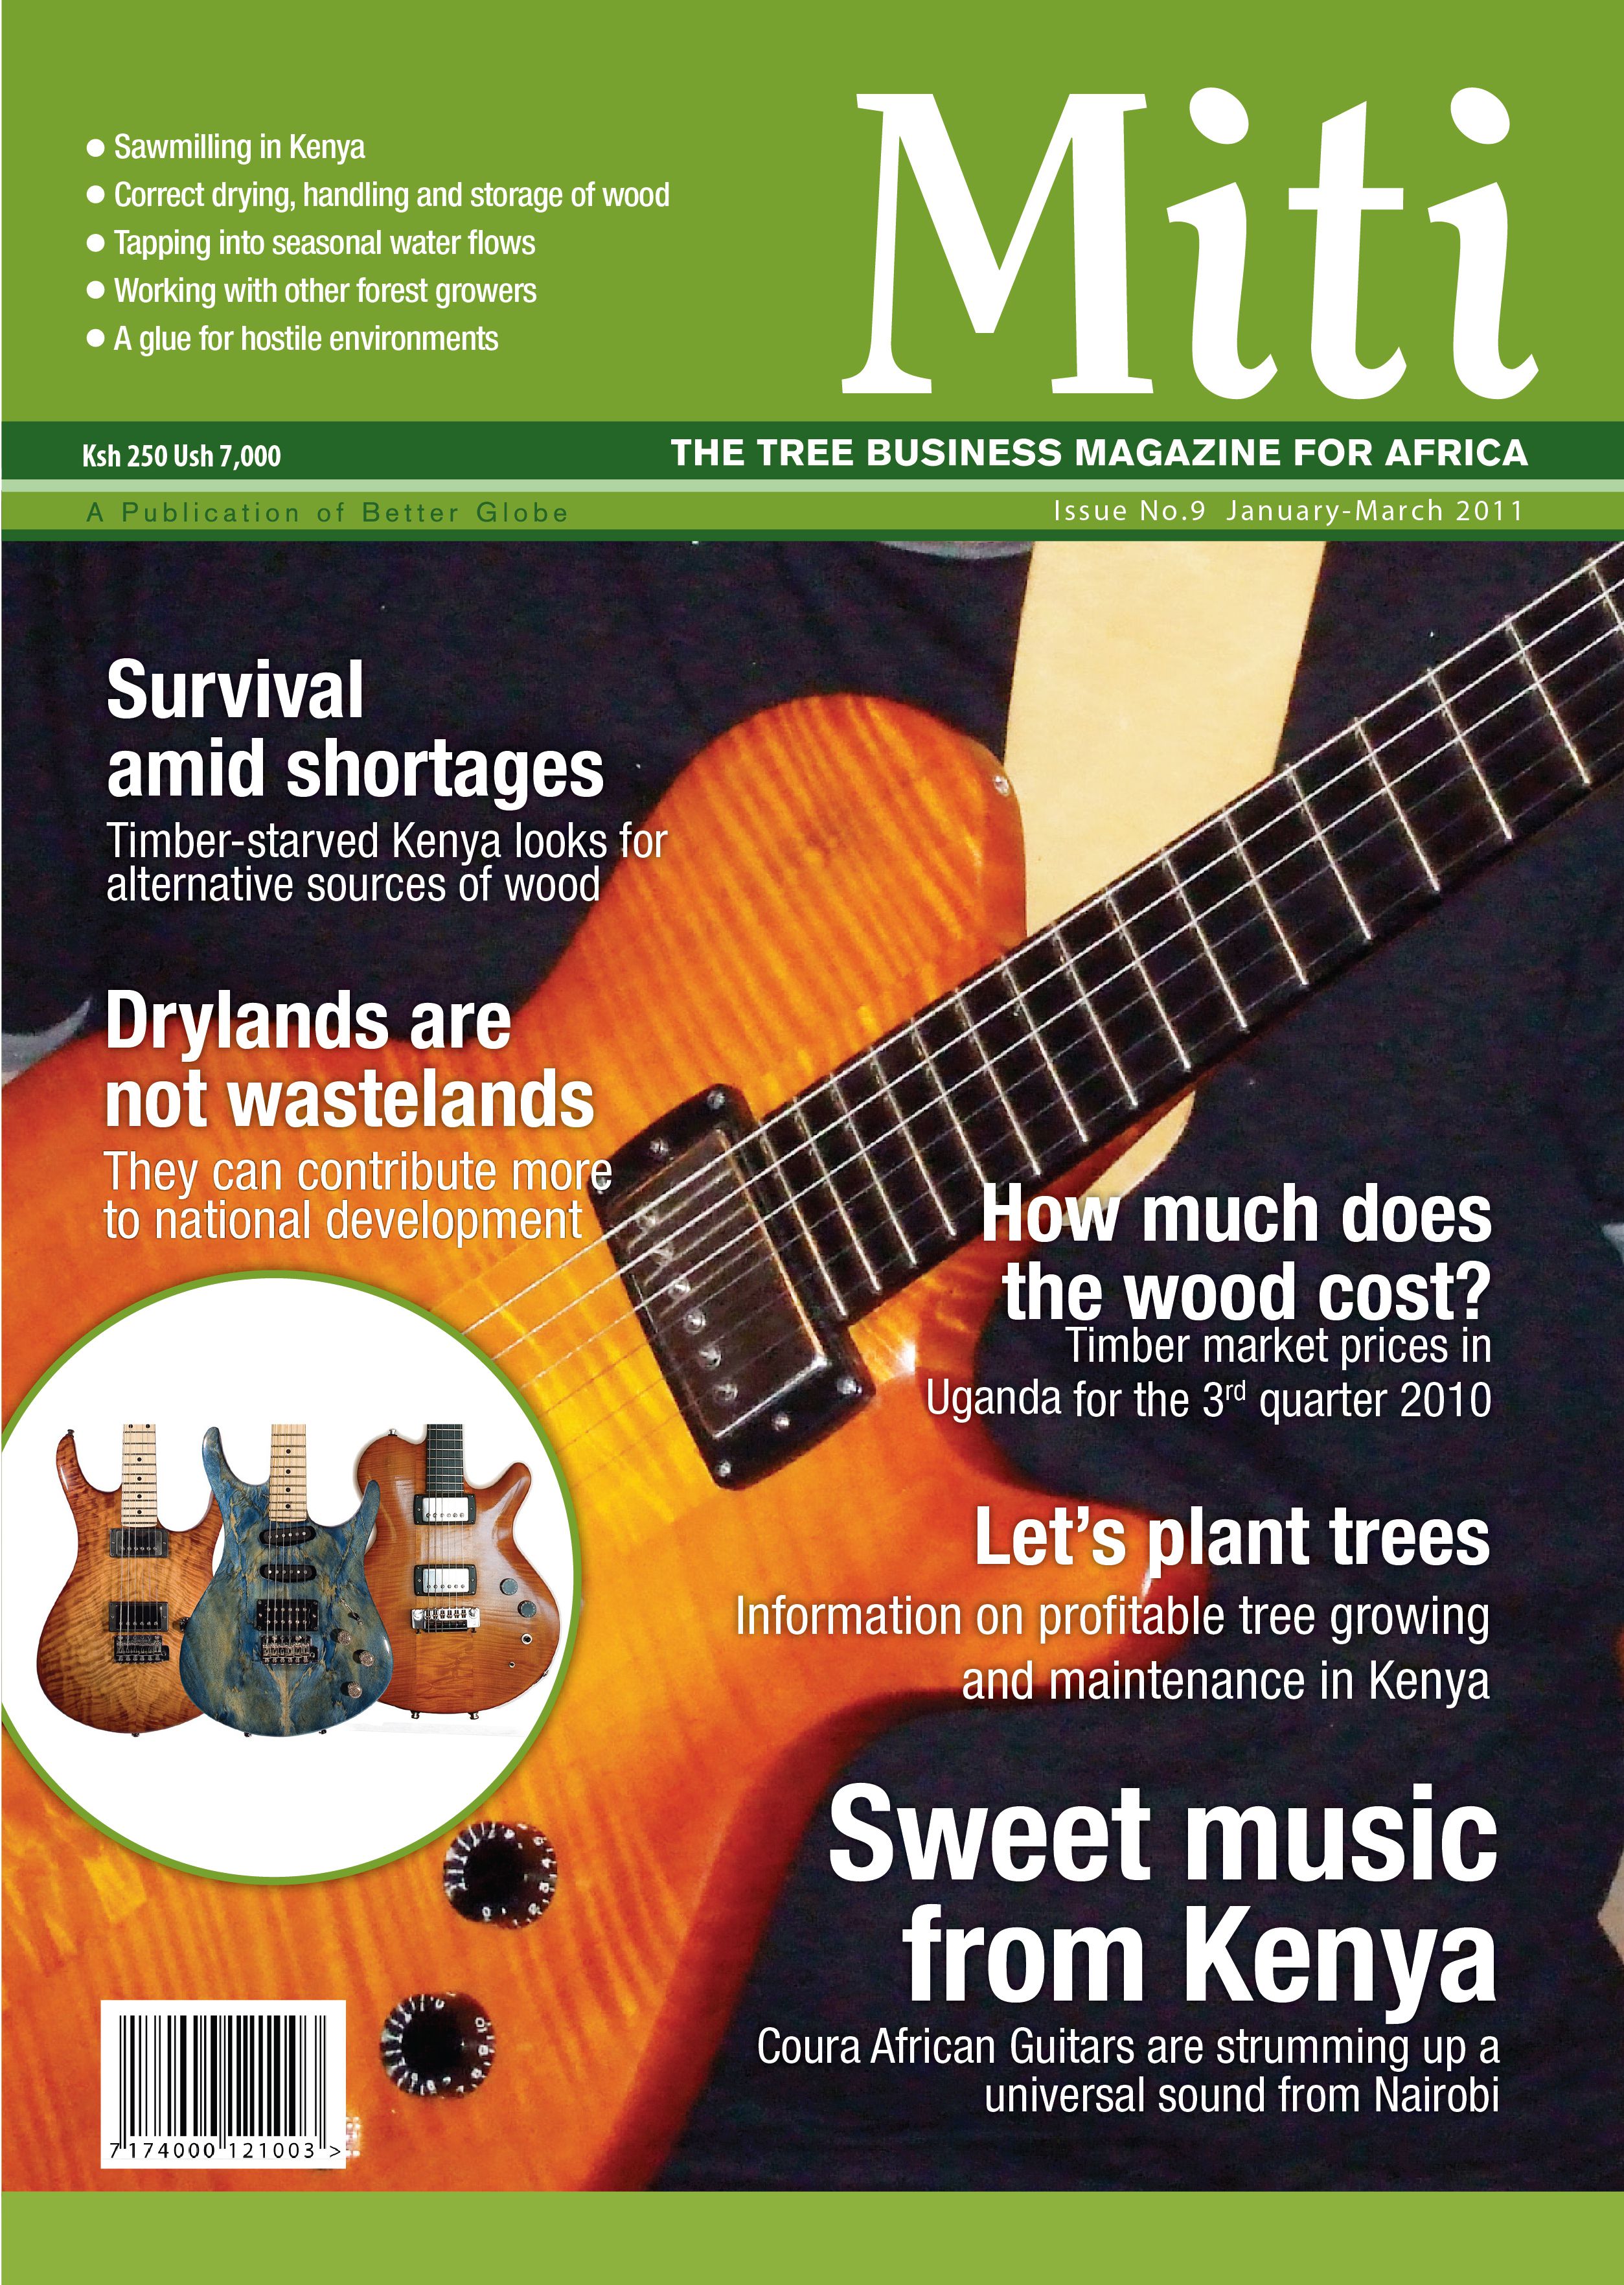 Miti
• Sawmilling in Kenya
• Correct drying, handling and storage of wood
• Tapping into seasonal water flows
• Working with other forest growers
• A glue for hostile environments
Ksh 250 Ush 7,000
THE TREE BUSINESS MAGAZINE FOR AFRICA
A Publication of Better Globe
Issue No.9 January-March 2011
Survival
amid shortages
Timber-starved Kenya looks for
alternative sources of wood
Drylands are
not wastelands
They can contribute more
to national development
How much does
the wood cost?
Timber market prices in
Uganda for the 3rd quarter 2010
Let's plant trees
Information on profitable tree growing
and maintenance in Kenya
Sweet music
from Kenya
Coura African Guitars are strumming up a
universal sound from Nairobi
7 174000 121003 >